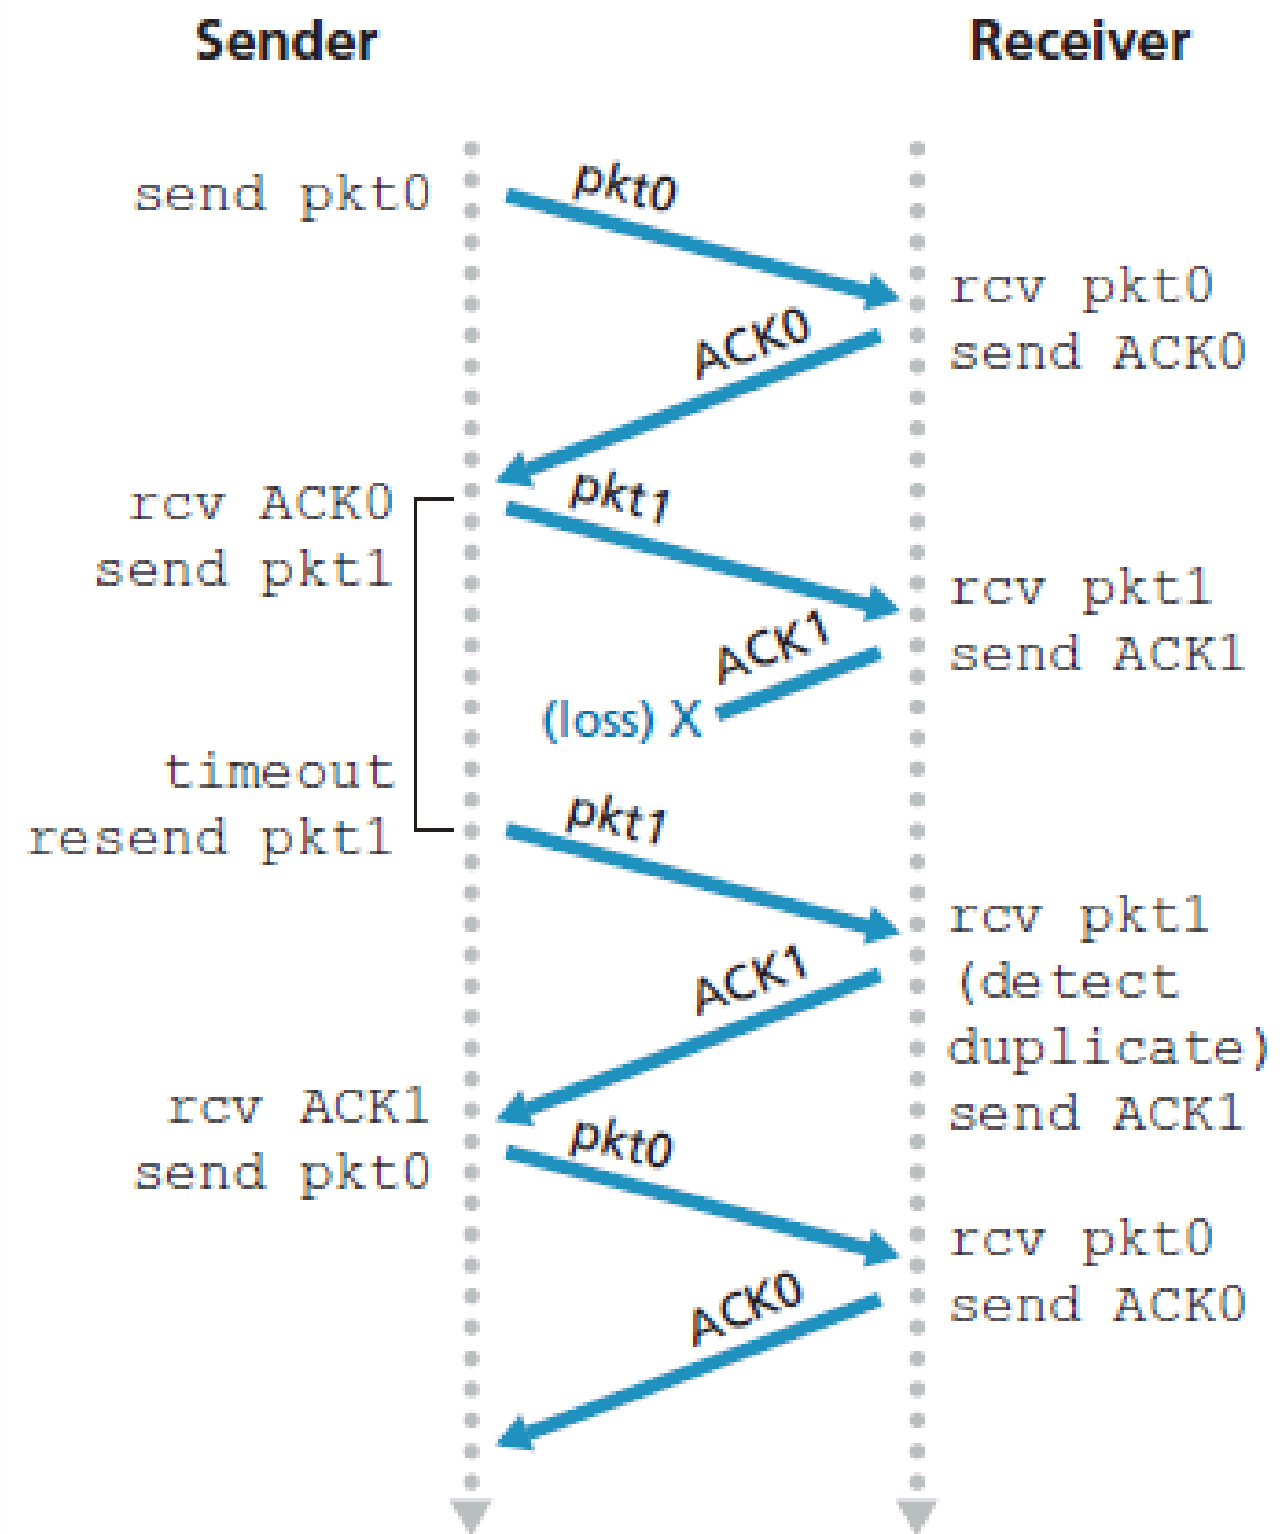 Sender
Receiver
send pkt0
pkt0
rcv pkt0
send ACK0
ACK0
rcv ACK0
send pkt1
pkt1
rcv pkt1
send ACK1
ACK1
(loss) X
timeout
resend pkt1
pkt1
rcv pkt1
(detect
duplicate)
send ACK1
ACK1
rcv ACK1
send pkt0
pkt0
rcv pkt0
send ACK0
ACK0